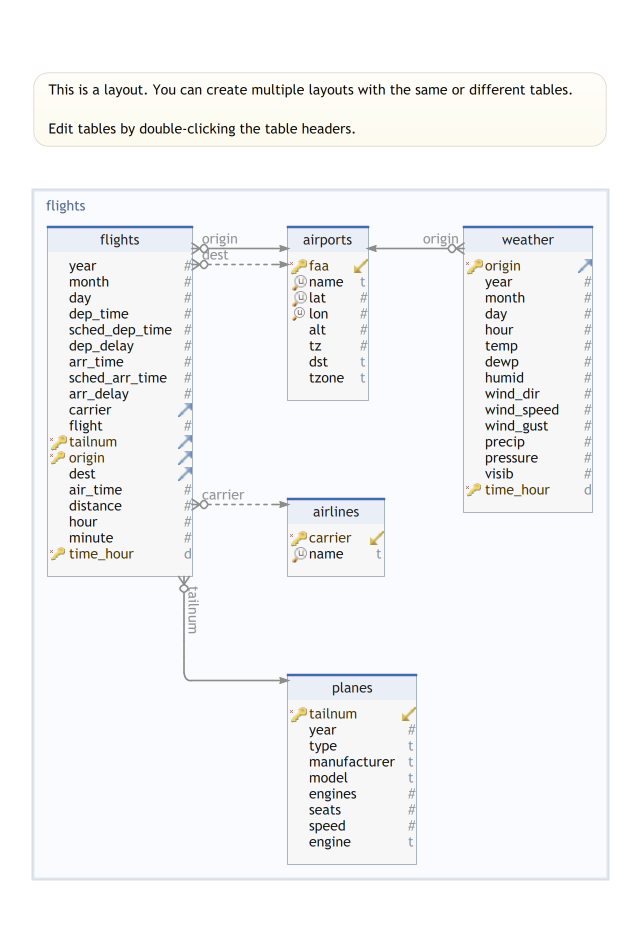 This is a layout. You can create multiple layouts with the same or different tables.
Edit tables by double-clicking the table headers.
flights
flights
year #
month #
day #
dep_time #
sched_dep_time #
dep_delay #
arr_time #
sched_arr_time #
arr_delay #
carrier
flight #
tailnum
origin
dest
air_time #
distance #
hour #
minute #
time_hour d
origin
dest
carrier
tailnum
airports
faa
u name t
u lat #
u lon #
alt #
tz #
dst t
tzone t
origin
weather
origin
year #
month #
day #
hour #
temp #
dewp #
humid #
wind_dir #
wind_speed #
wind_gust #
precip #
pressure #
visib #
time_hour d
airlines
carrier
u name t
planes
tailnum
year #
type t
manufacturer t
model t
engines #
seats #
speed #
engine t